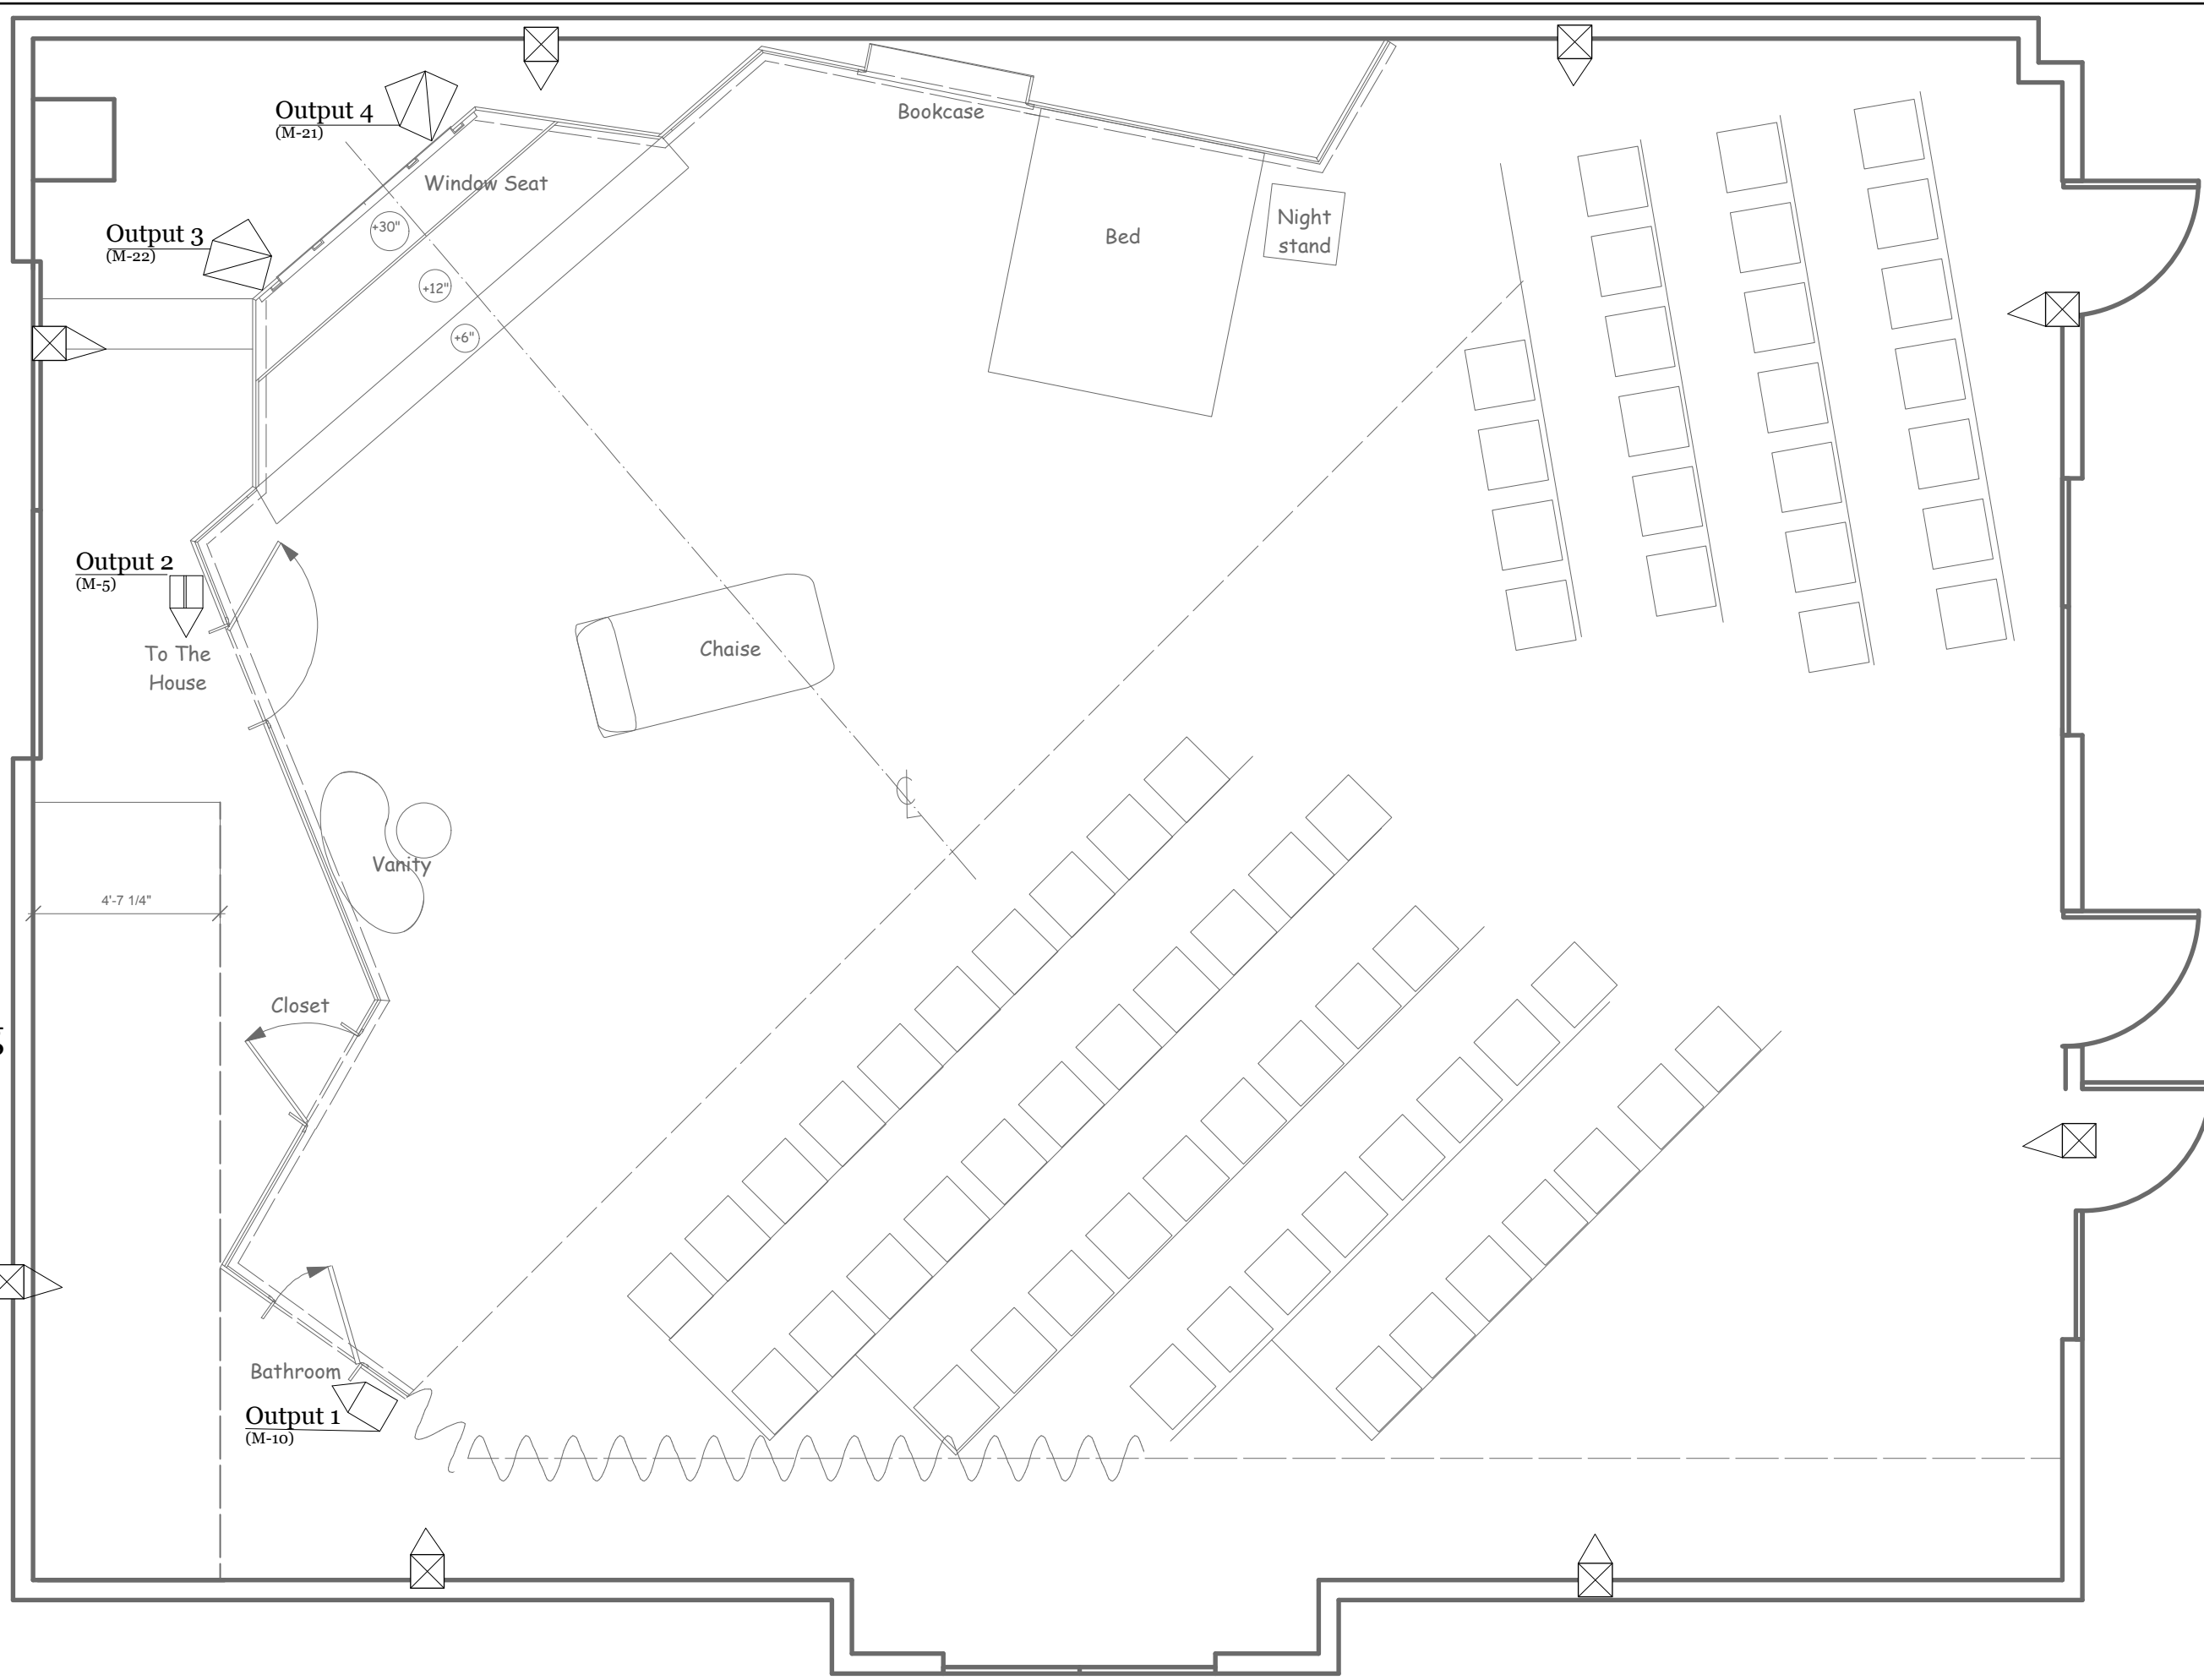 Output 4
(M-21)
Bookcase
Window Seat
Output 3
(M-22)
+30"
Bed
Night
stand
+12"
+6"
Output 2
(M-5)
To The
House
Chaise
Vanity
4'-7 1/4"
Closet
Bathroom
Output 1
(M-10)